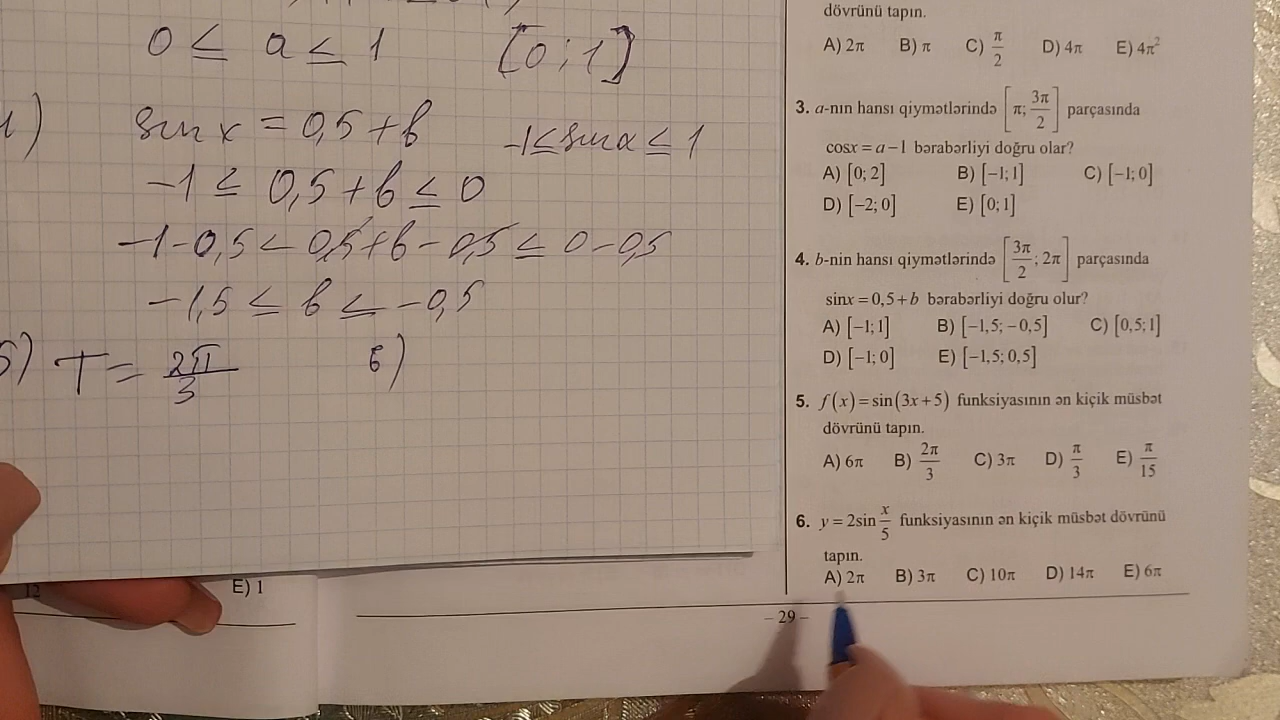 0 ≤ a ≤ 1 [0;1]
sin x = 0,5 + b -1 ≤ sin x ≤ 1
-1 ≤ 0,5 + b ≤ 0
-1-0,5 ≤ 0,5+b-0,5 ≤ 0-0,5
-1,5 ≤ b ≤ -0,5
5) T = 2π/3 6)
12 E) 1
dövrünü tapın.
A) 2π B) π C) π/2 D) 4π E) 4π²
3. a-nın hansı qiymətlərində [π; 3π/2] parçasında
cosx = a – 1 bərabərliyi doğru olar?
A) [0; 2] B) [–1; 1] C) [–1; 0]
D) [–2; 0] E) [0; 1]
4. b-nin hansı qiymətlərində [3π/2; 2π] parçasında
sinx = 0,5 + b bərabərliyi doğru olur?
A) [–1; 1] B) [–1,5; – 0,5] C) [0,5; 1]
D) [–1; 0] E) [–1,5; 0,5]
5. f(x) = sin(3x + 5) funksiyasının ən kiçik müsbət
dövrünü tapın.
A) 6π B) 2π/3 C) 3π D) π/3 E) π/15
6. y = 2sin x/5 funksiyasının ən kiçik müsbət dövrünü
tapın.
A) 2π B) 3π C) 10π D) 14π E) 6π
– 29 –